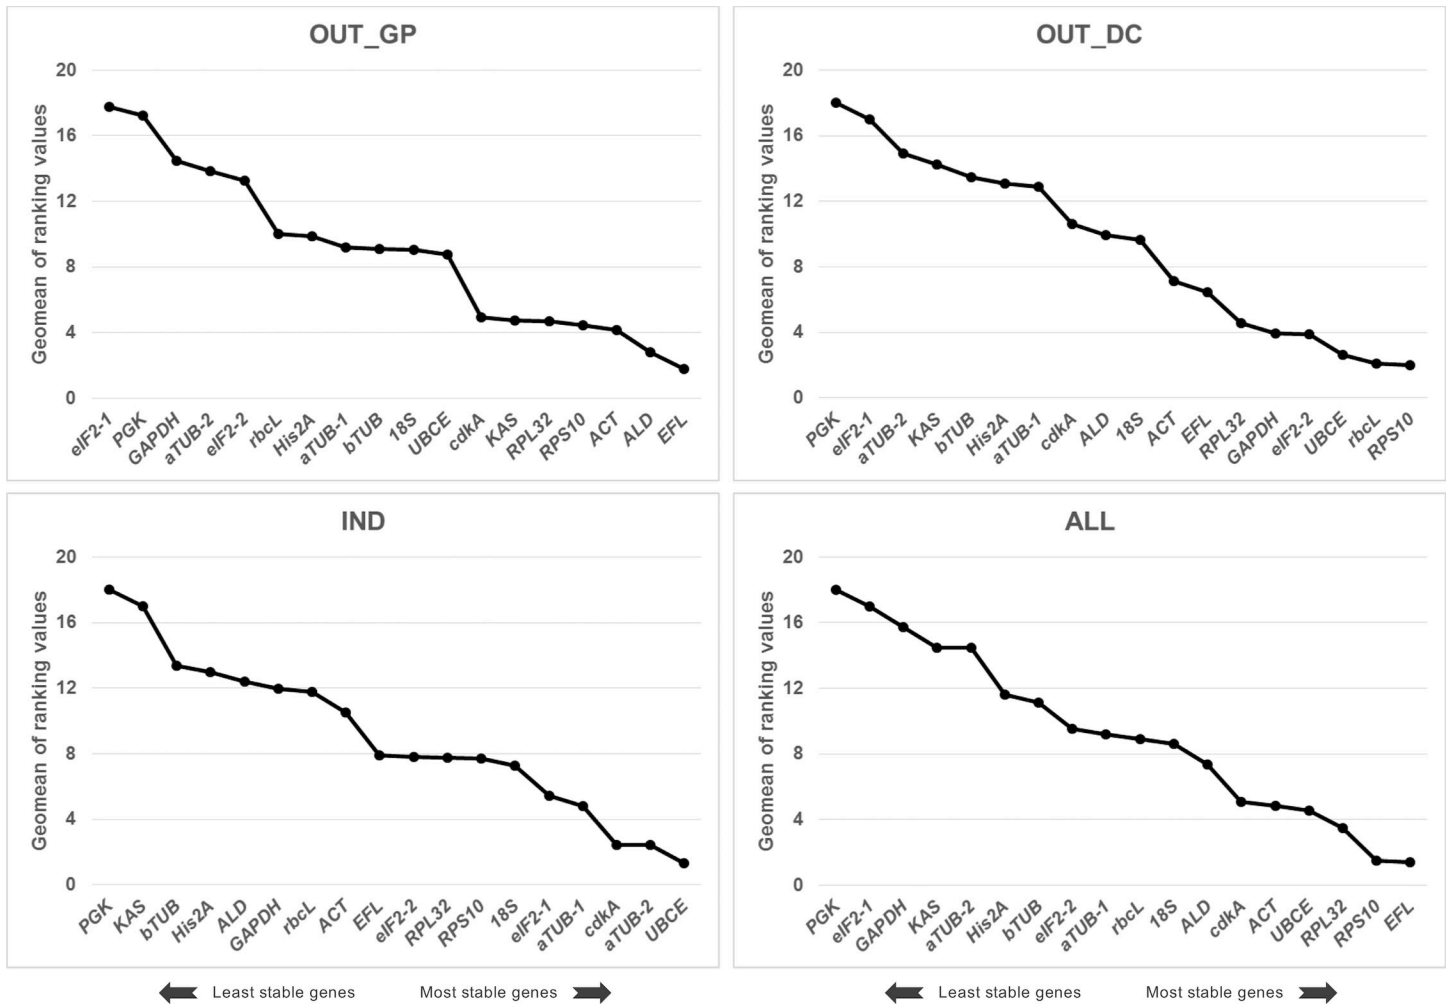 OUT_GP
Geomean of ranking values
20
16
12
8
4
0
eIF2-1 PGK GAPDH aTUB-2 eIF2-2 rbcL His2A aTUB-1 bTUB 18S UBCE cdkA KAS RPL32 RPS10 ACT ALD EFL
OUT_DC
Geomean of ranking values
20
16
12
8
4
0
PGK eIF2-1 aTUB-2 KAS bTUB His2A aTUB-1 cdkA ALD 18S ACT EFL RPL32 GAPDH eIF2-2 UBCE rbcL RPS10
IND
Geomean of ranking values
20
16
12
8
4
0
PGK KAS bTUB His2A ALD GAPDH rbcL ACT EFL eIF2-2 RPL32 RPS10 18S eIF2-1 aTUB-1 cdkA aTUB-2 UBCE
ALL
Geomean of ranking values
20
16
12
8
4
0
PGK eIF2-1 GAPDH KAS aTUB-2 His2A bTUB eIF2-2 aTUB-1 rbcL 18S ALD cdkA ACT UBCE RPL32 RPS10 EFL
Least stable genes Most stable genes
Least stable genes Most stable genes